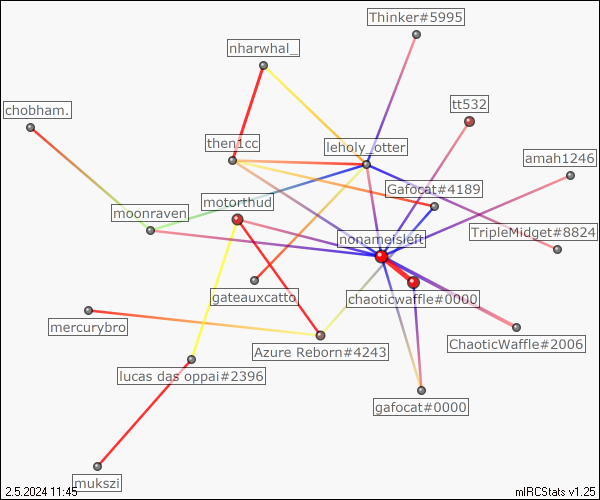 Thinker#5995
nharwhal_
tt532
chobham.
then1cc
leholy_otter
amah1246
Gafocat#4189
motorthud
moonraven
TripleMidget#8824
nonameisleft
gateauxcatto
chaoticwaffle#0000
mercurybro
ChaoticWaffle#2006
Azure Reborn#4243
lucas das oppai#2396
gafocat#0000
mukszi
2.5.2024 11:45
mIRCStats v1.25